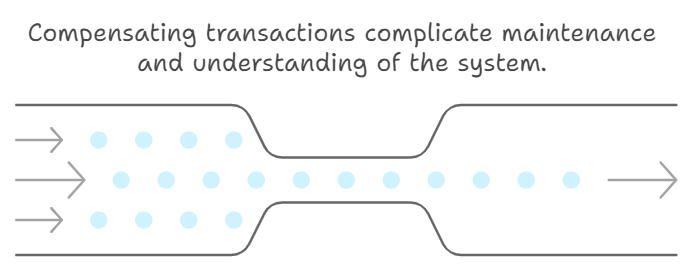 Compensating transactions complicate maintenance
and understanding of the system.